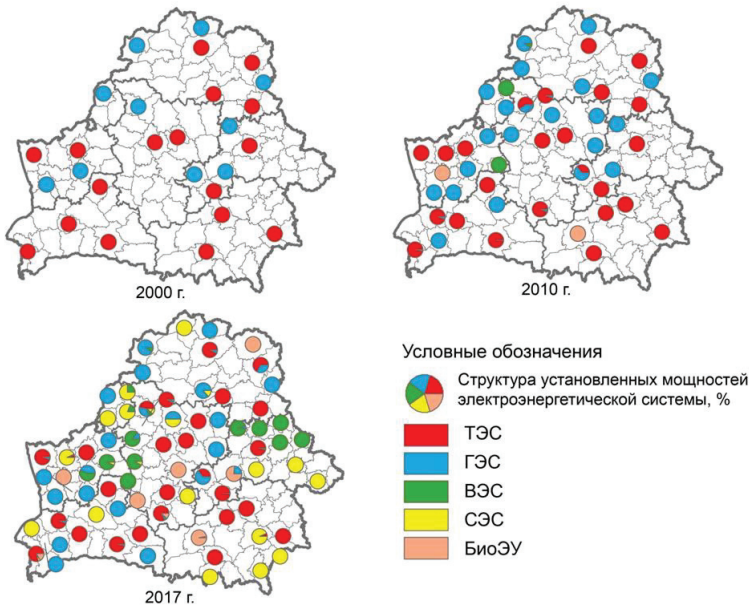 2000 г.
2010 г.
2017 г.
Условные обозначения
Структура установленных мощностей
электроэнергетической системы, %
ТЭС
ГЭС
ВЭС
СЭС
БиоЭУ